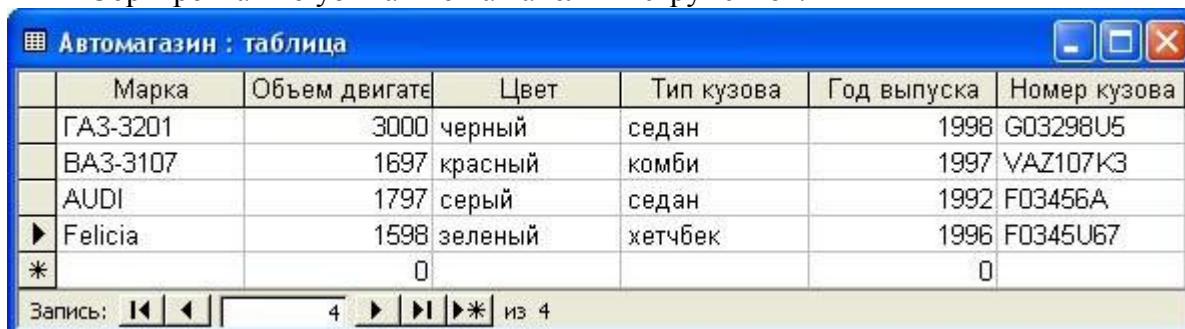 Автомагазин : таблица
Марка Объем двигате Цвет Тип кузова Год выпуска Номер кузова
ГАЗ-3201 3000 черный седан 1998 G03298U5
ВАЗ-3107 1697 красный комби 1997 VAZ107K3
AUDI 1797 серый седан 1992 F03456A
Felicia 1598 зеленый хетчбек 1996 F0345U67
0 0
Запись: 4 из 4